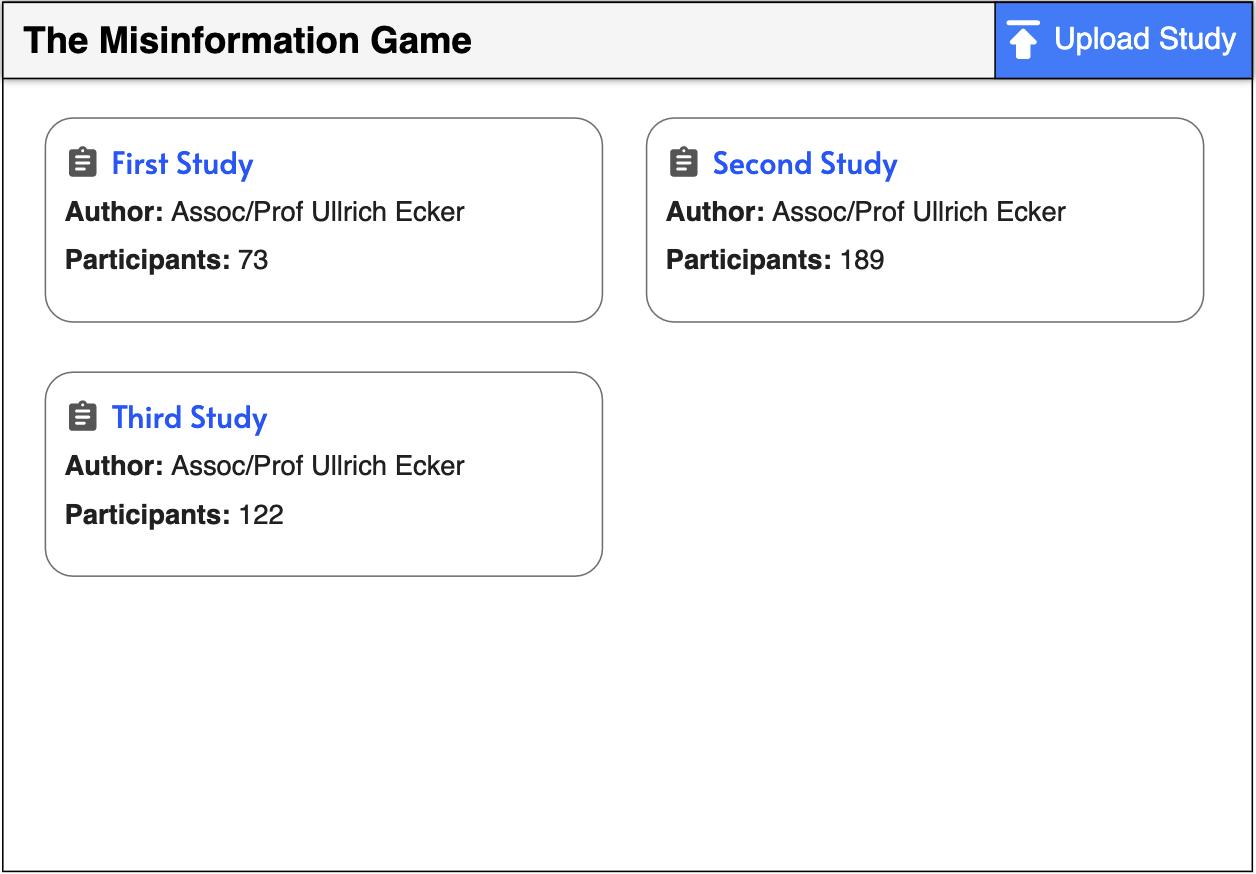 The Misinformation Game
Upload Study
First Study
Author: Assoc/Prof Ullrich Ecker
Participants: 73
Second Study
Author: Assoc/Prof Ullrich Ecker
Participants: 189
Third Study
Author: Assoc/Prof Ullrich Ecker
Participants: 122